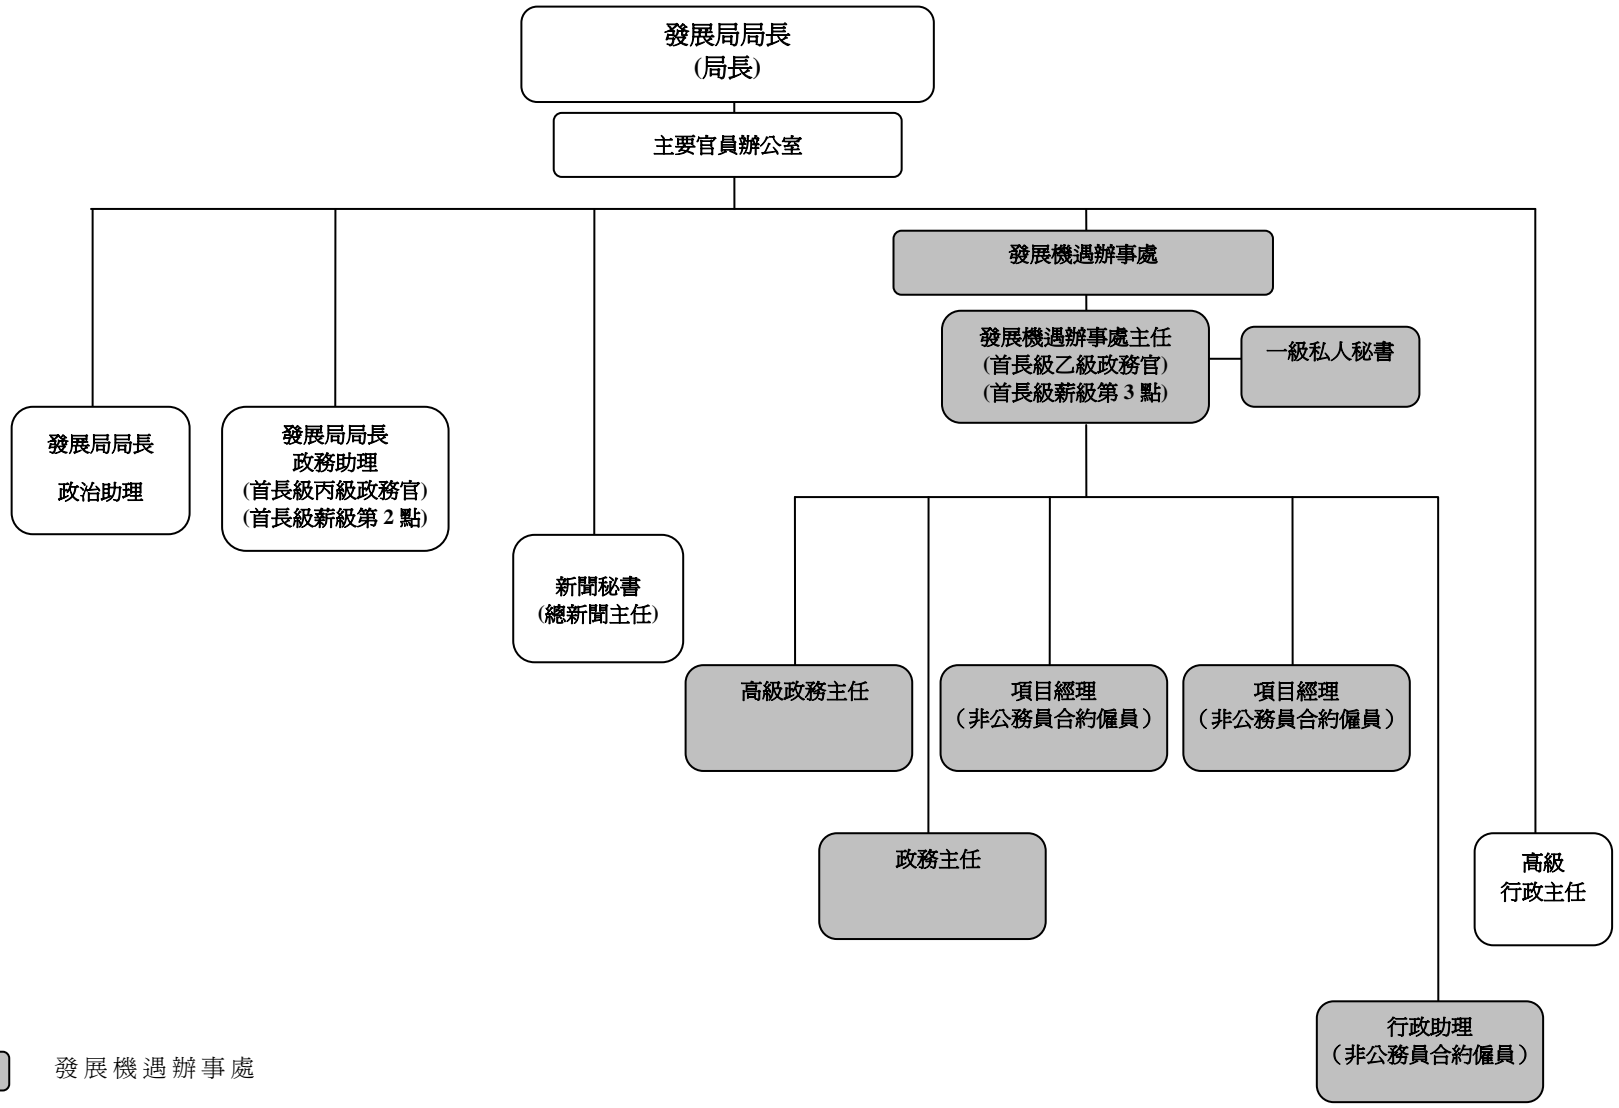 發展局局長
(局長)
主要官員辦公室
發展機遇辦事處
發展機遇辦事處主任
(首長級乙級政務官)
(首長級薪級第 3 點)
一級私人秘書
發展局局長
政治助理
發展局局長
政務助理
(首長級丙級政務官)
(首長級薪級第 2 點)
新聞秘書
(總新聞主任)
高級政務主任
項目經理
（非公務員合約僱員）
項目經理
（非公務員合約僱員）
政務主任
高級
行政主任
行政助理
（非公務員合約僱員）
發展機遇辦事處